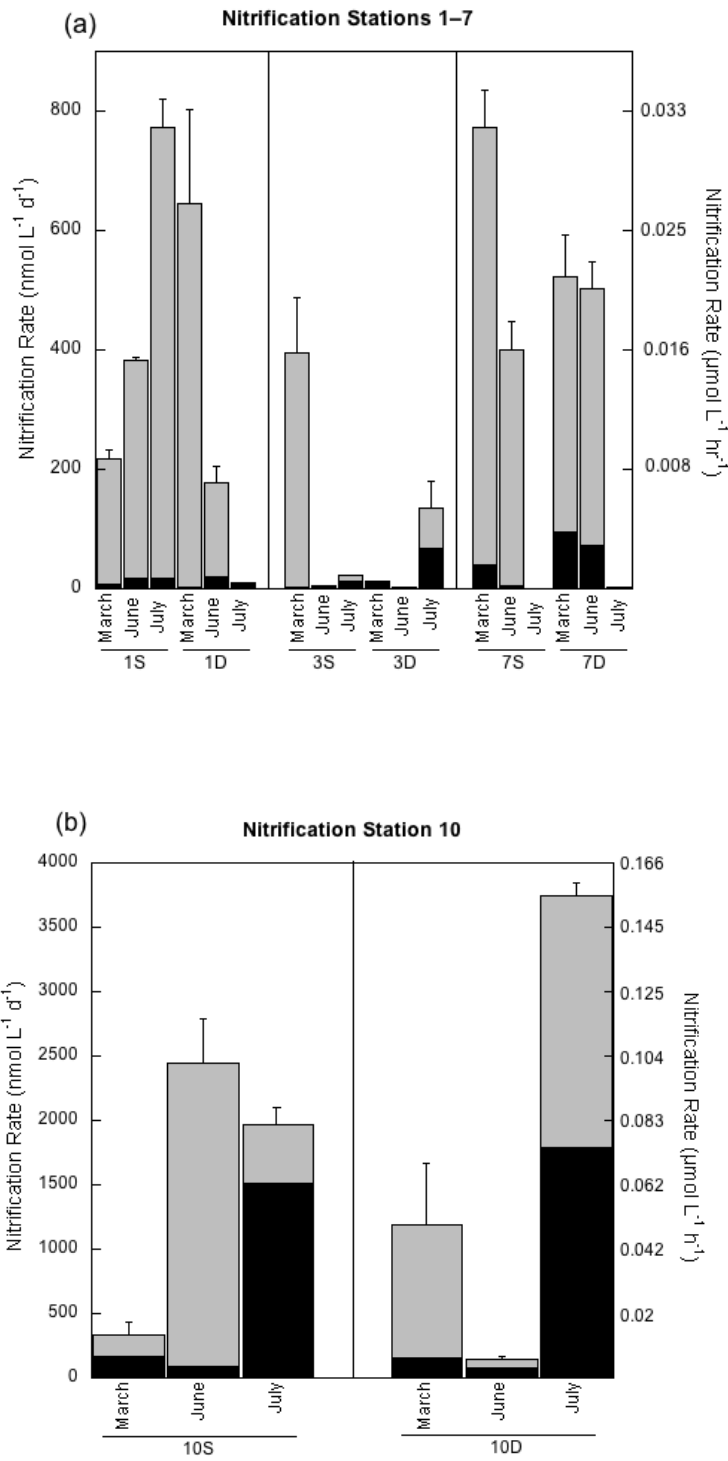 (a)
Nitrification Stations 1–7
Nitrification Rate (nmol L⁻¹ d⁻¹)
800
600
400
200
0
0.033
0.025
0.016
0.008
Nitrification Rate (µmol L⁻¹ hr⁻¹)
March June July March June July
1S 1D
March June July March June July
3S 3D
March June July March June July
7S 7D
(b)
Nitrification Station 10
Nitrification Rate (nmol L⁻¹ d⁻¹)
4000
3500
3000
2500
2000
1500
1000
500
0
0.166
0.145
0.125
0.104
0.083
0.062
0.042
0.02
Nitrification Rate (µmol L⁻¹ h⁻¹)
March June July
10S
March June July
10D